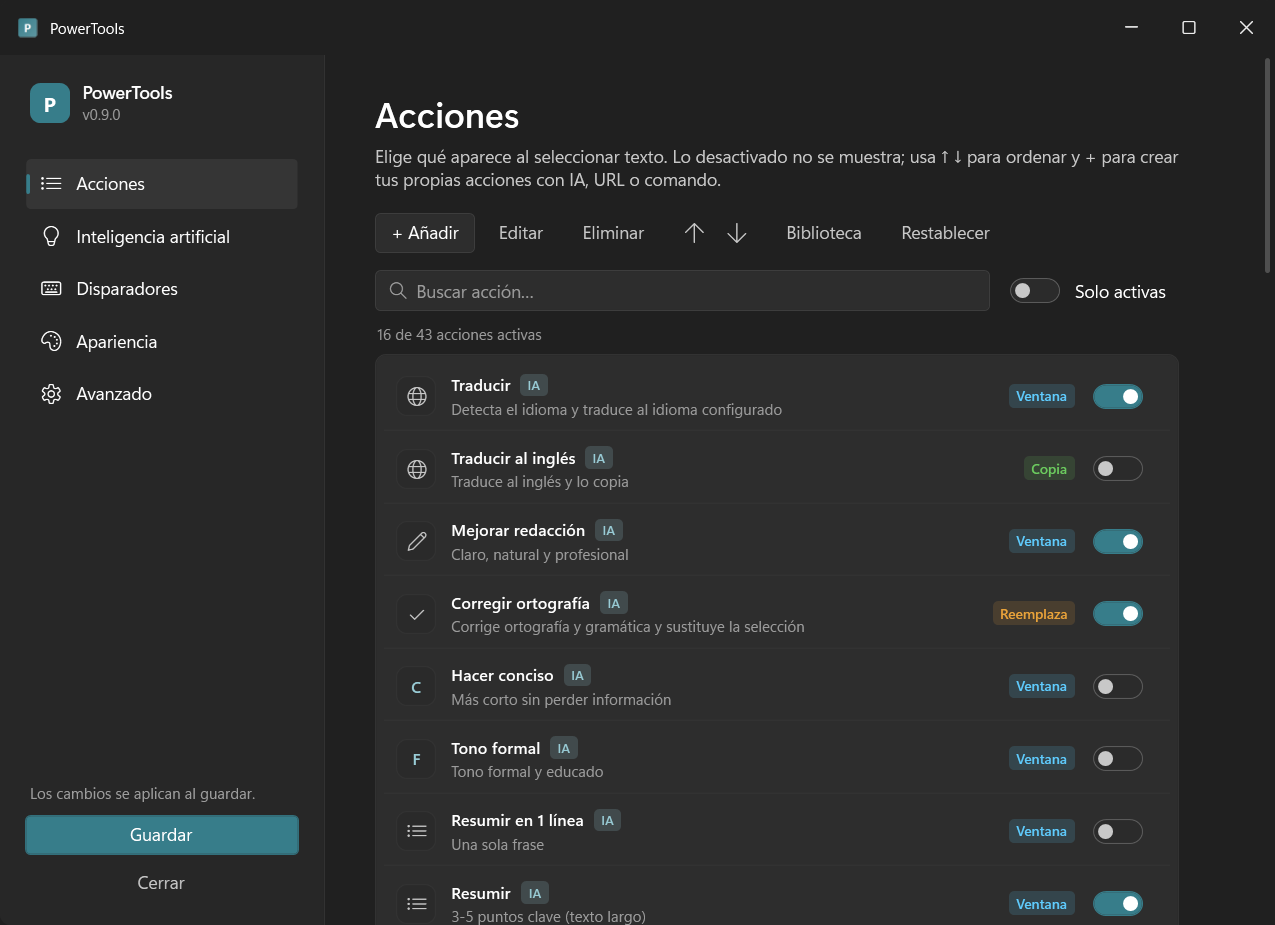 P PowerTools
P PowerTools
v0.9.0
Acciones
Inteligencia artificial
Disparadores
Apariencia
Avanzado
Los cambios se aplican al guardar.
Guardar
Cerrar
Acciones
Elige qué aparece al seleccionar texto. Lo desactivado no se muestra; usa ↑ ↓ para ordenar y + para crear
tus propias acciones con IA, URL o comando.
+ Añadir Editar Eliminar Biblioteca Restablecer
Buscar acción... Solo activas
16 de 43 acciones activas
Traducir IA Ventana
Detecta el idioma y traduce al idioma configurado
Traducir al inglés IA Copia
Traduce al inglés y lo copia
Mejorar redacción IA Ventana
Claro, natural y profesional
Corregir ortografía IA Reemplaza
Corrige ortografía y gramática y sustituye la selección
C Hacer conciso IA Ventana
Más corto sin perder información
F Tono formal IA Ventana
Tono formal y educado
Resumir en 1 línea IA Ventana
Una sola frase
Resumir IA Ventana
3-5 puntos clave (texto largo)